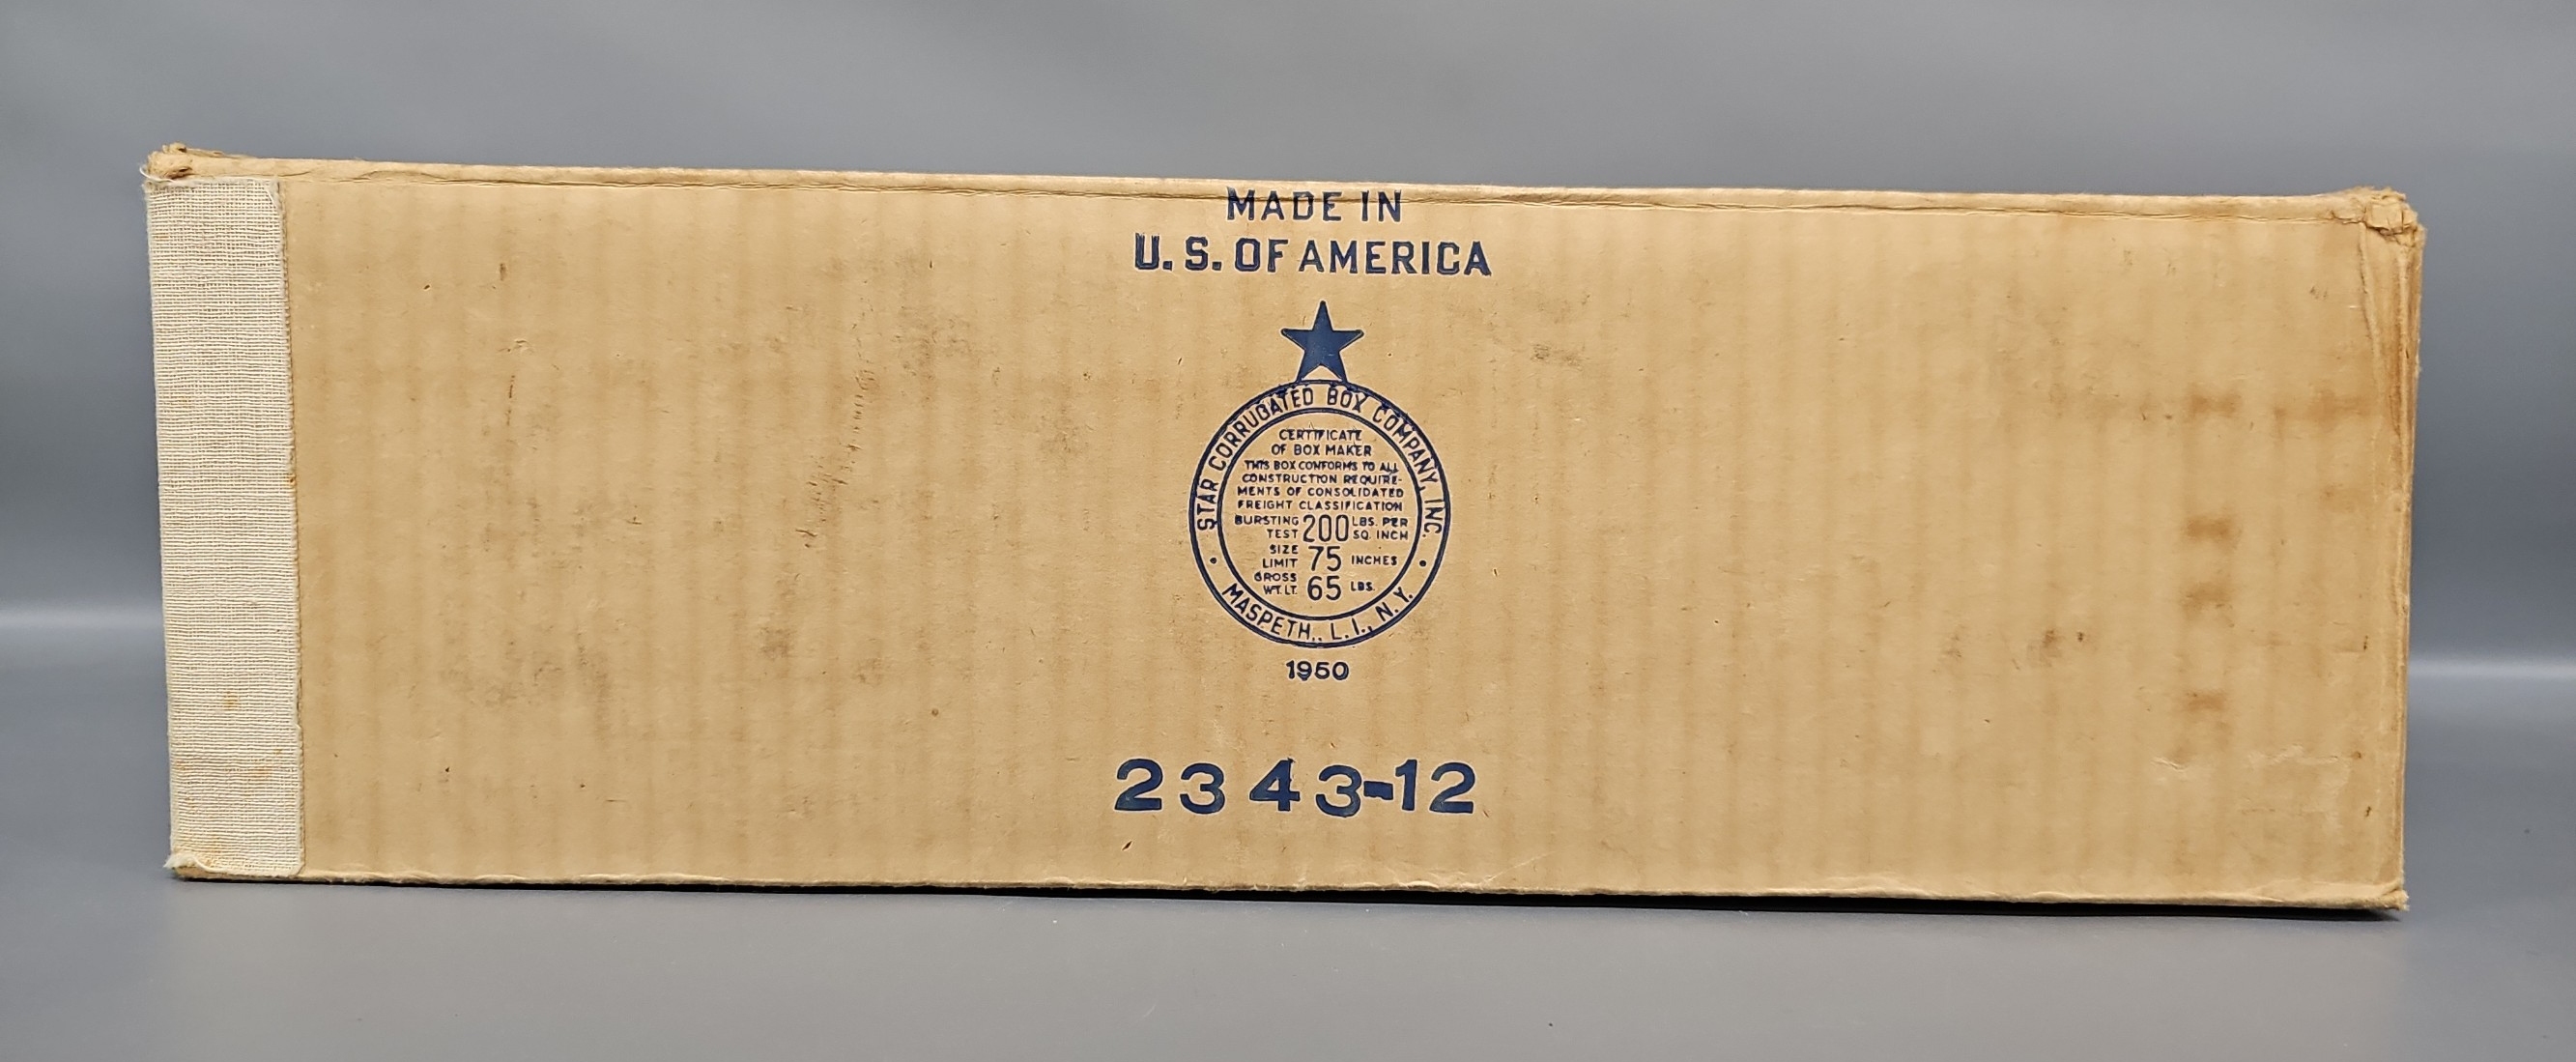 MADE IN
U. S. OF AMERICA
STAR CORRUGATED BOX COMPANY, INC.
CERTIFICATE
OF BOX MAKER
THIS BOX CONFORMS TO ALL
CONSTRUCTION REQUIRE-
MENTS OF CONSOLIDATED
FREIGHT CLASSIFICATION
BURSTING TEST 200 LBS. PER SQ. INCH
SIZE LIMIT 75 INCHES
GROSS WT. LT. 65 LBS.
MASPETH., L. I., N. Y.
1950
2343-12